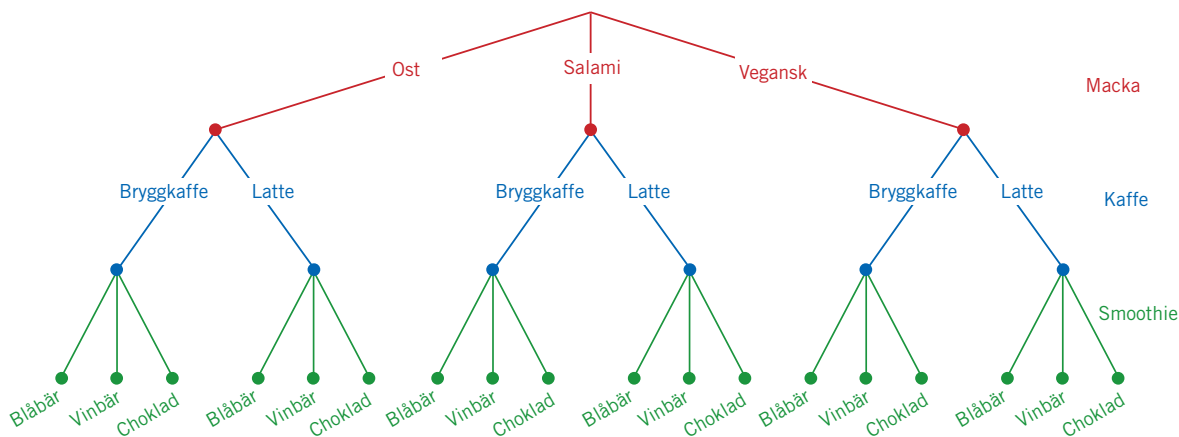 Ost
Salami
Vegansk
Macka
Bryggkaffe
Latte
Bryggkaffe
Latte
Bryggkaffe
Latte
Kaffe
Smoothie
Blåbär
Vinbär
Choklad
Blåbär
Vinbär
Choklad
Blåbär
Vinbär
Choklad
Blåbär
Vinbär
Choklad
Blåbär
Vinbär
Choklad
Blåbär
Vinbär
Choklad